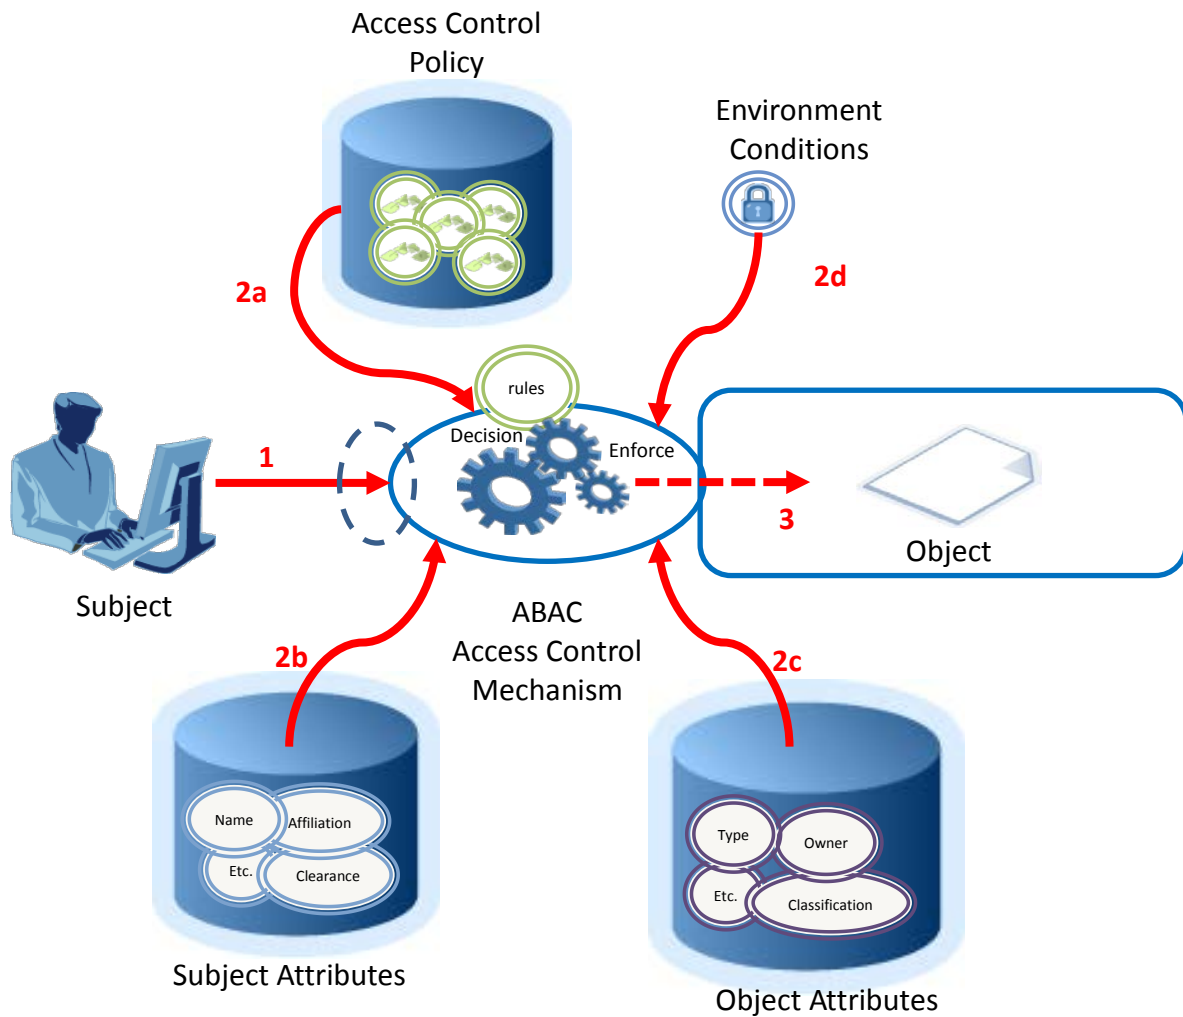 Access Control
Policy
Environment
Conditions
2a
2d
rules
Decision
Enforce
1
3
Subject
Object
ABAC
Access Control
Mechanism
2b
2c
Name
Affiliation
Etc.
Clearance
Type
Owner
Etc.
Classification
Subject Attributes
Object Attributes